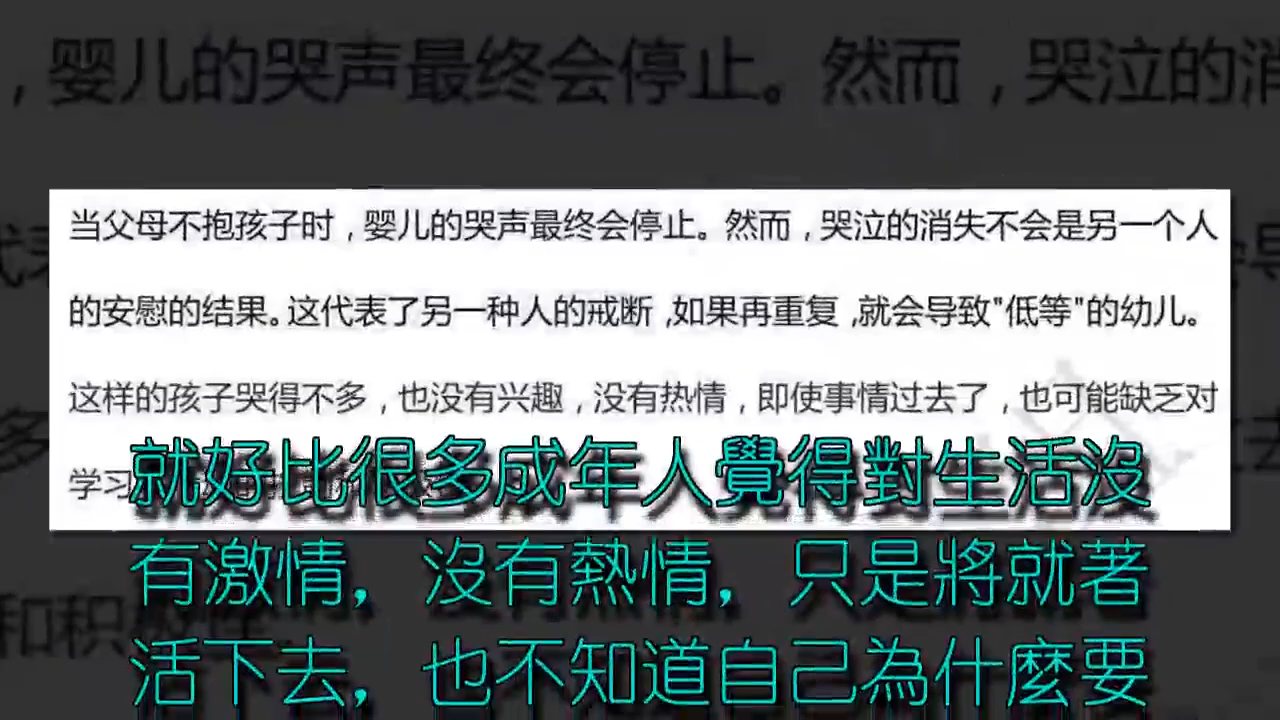 ，婴儿的哭声最终会停止。然而，哭泣的消
当父母不抱孩子时，婴儿的哭声最终会停止。然而，哭泣的消失不会是另一个人
的安慰的结果。这代表了另一种人的戒断，如果再重复，就会导致"低等"的幼儿。
这样的孩子哭得不多，也没有兴趣，没有热情，即使事情过去了，也可能缺乏对
学习
就好比很多成年人覺得對生活沒
有激情，沒有熱情，只是將就著
活下去，也不知道自己為什麼要